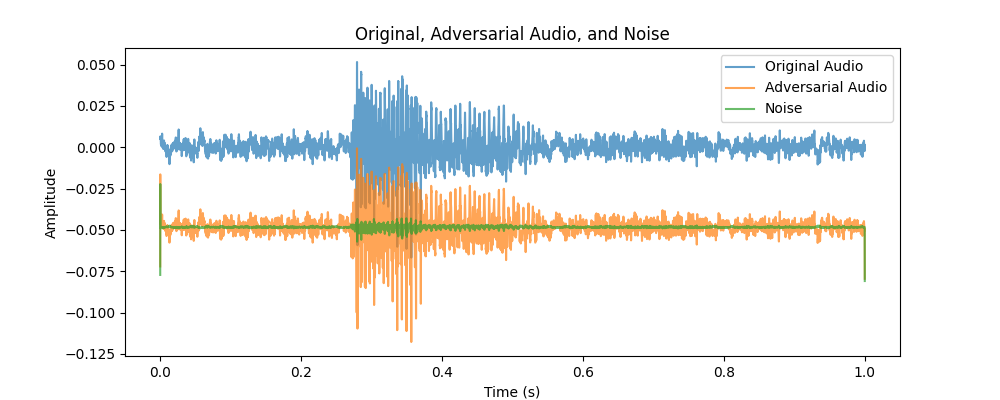 Original, Adversarial Audio, and Noise
Original Audio
Adversarial Audio
Noise
Amplitude
0.050
0.025
0.000
−0.025
−0.050
−0.075
−0.100
−0.125
0.0 0.2 0.4 0.6 0.8 1.0
Time (s)